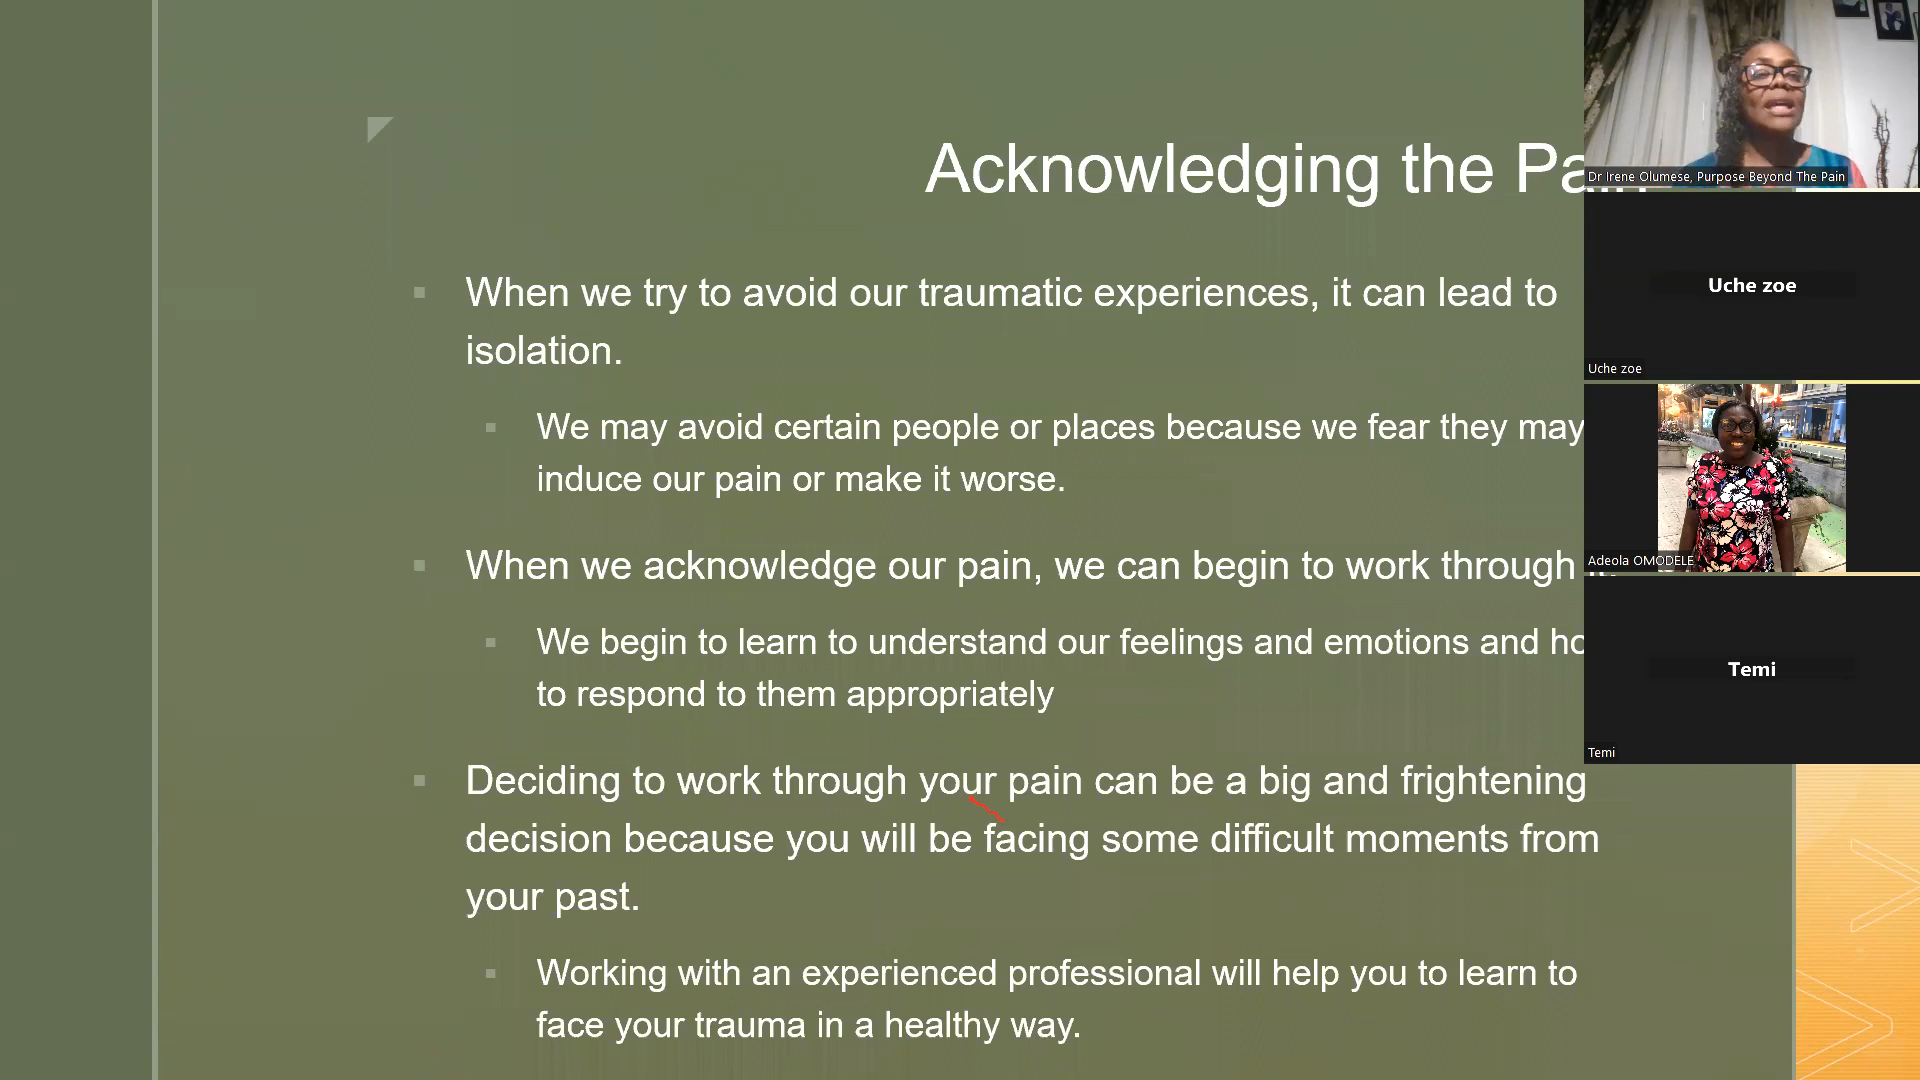 Acknowledging the Pain
When we try to avoid our traumatic experiences, it can lead to
isolation.
We may avoid certain people or places because we fear they may
induce our pain or make it worse.
When we acknowledge our pain, we can begin to work through
We begin to learn to understand our feelings and emotions and
to respond to them appropriately
Deciding to work through your pain can be a big and frightening
decision because you will be facing some difficult moments from
your past.
Working with an experienced professional will help you to learn to
face your trauma in a healthy way.
Dr Irene Olumese, Purpose Beyond The Pain
Uche zoe
Uche zoe
Adeola OMODELE
Temi
Temi